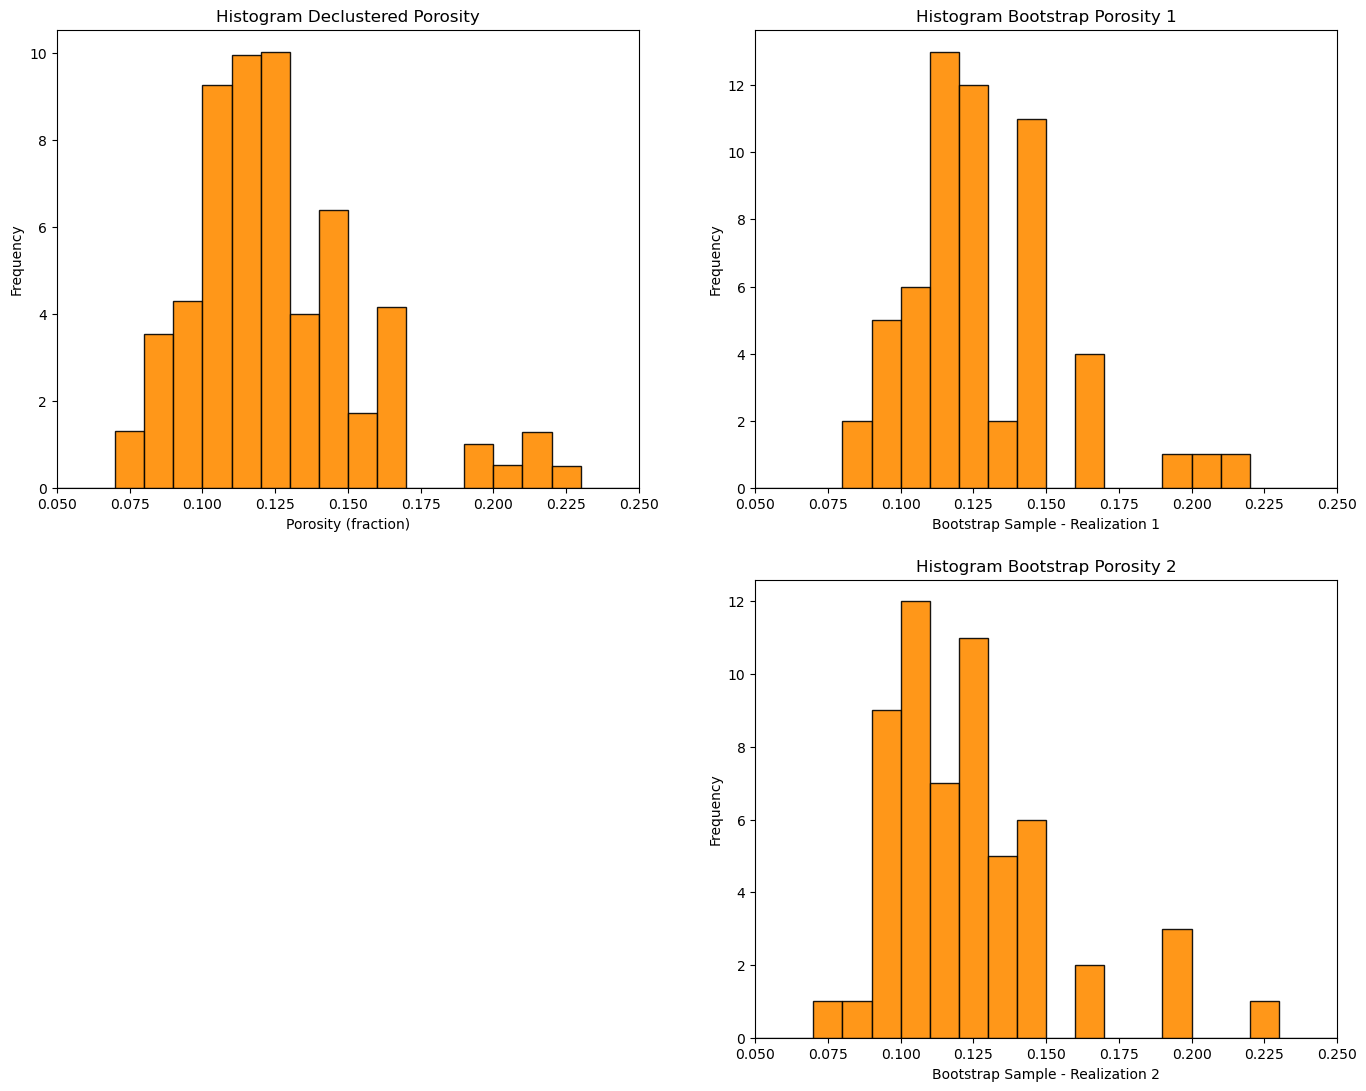 Histogram Declustered Porosity
Frequency
10
8
6
4
2
0
0.050 0.075 0.100 0.125 0.150 0.175 0.200 0.225 0.250
Porosity (fraction)
Histogram Bootstrap Porosity 1
Frequency
12
10
8
6
4
2
0
0.050 0.075 0.100 0.125 0.150 0.175 0.200 0.225 0.250
Bootstrap Sample - Realization 1
Histogram Bootstrap Porosity 2
Frequency
12
10
8
6
4
2
0
0.050 0.075 0.100 0.125 0.150 0.175 0.200 0.225 0.250
Bootstrap Sample - Realization 2